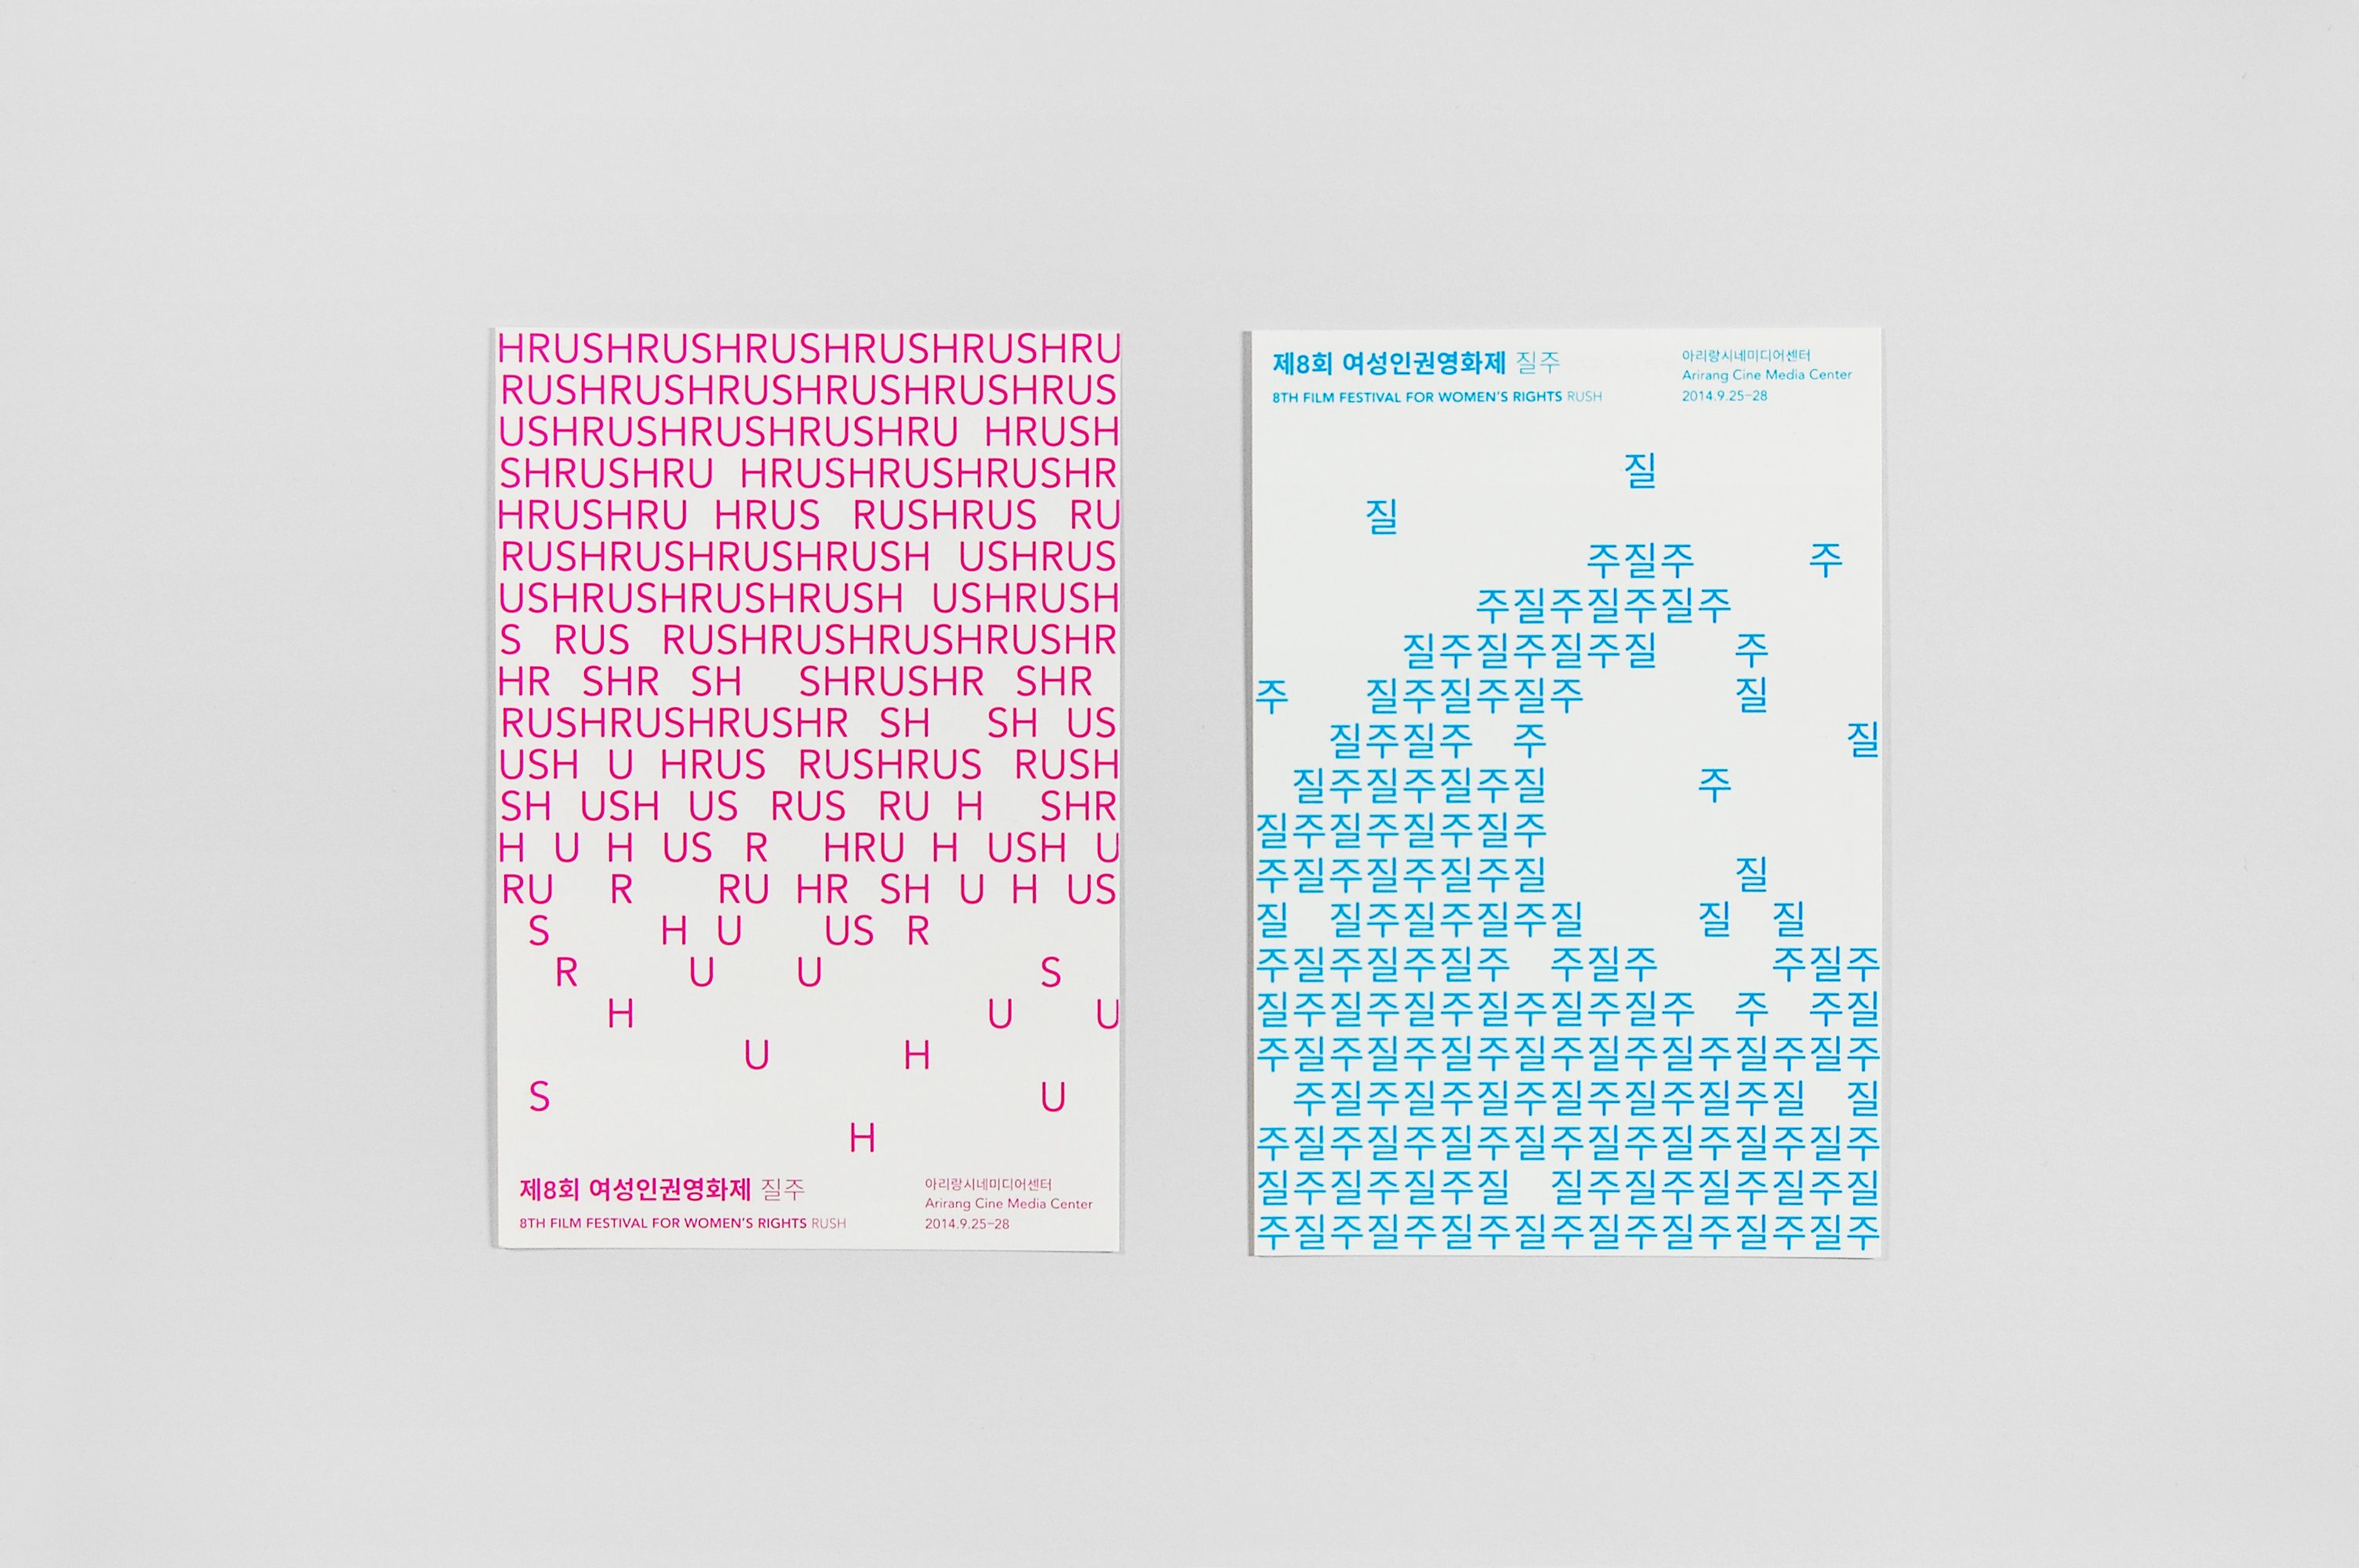 HRUSHRUSHRUSHRUSHRUSHRU
RUSHRUSHRUSHRUSHRUSHRUS
USHRUSHRUSHRUSHRU HRUSH
SHRUSHRU HRUSHRUSHRUSHR
HRUSHRU HRUS RUSHRUS RU
RUSHRUSHRUSHRUSH USHRUS
USHRUSHRUSHRUSH USHRUSH
S RUS RUSHRUSHRUSHRUSHR
HR SHR SH SHRUSHR SHR
RUSHRUSHRUSHR SH SH US
USH U HRUS RUSHRUS RUSH
SH USH US RUS RU H SHR
H U H US R HRU H USH U
RU R RU HR SH U H US
S H U US R
R U U S
H U U
U H
S U
H
제8회 여성인권영화제 질주
8TH FILM FESTIVAL FOR WOMEN'S RIGHTS RUSH
아리랑시네미디어센터
Arirang Cine Media Center
2014.9.25–28
제8회 여성인권영화제 질주
8TH FILM FESTIVAL FOR WOMEN'S RIGHTS RUSH
아리랑시네미디어센터
Arirang Cine Media Center
2014.9.25–28
질
질
주질주 주
주질주질주질주
질주질주질주질 주
주 질주질주질주 질
질주질주 주 질
질주질주질주질 주
질주질주질주질주
주질주질주질주질 질
질 질주질주질주질 질 질
주질주질주질주 주질주 주질주
질주질주질주질주질주질주 주 주질
주질주질주질주질주질주질주질주질주
주질주질주질주질주질주질주질 질
주질주질주질주질주질주질주질주질주
질주질주질주질 질주질주질주질주질
주질주질주질주질주질주질주질주질주